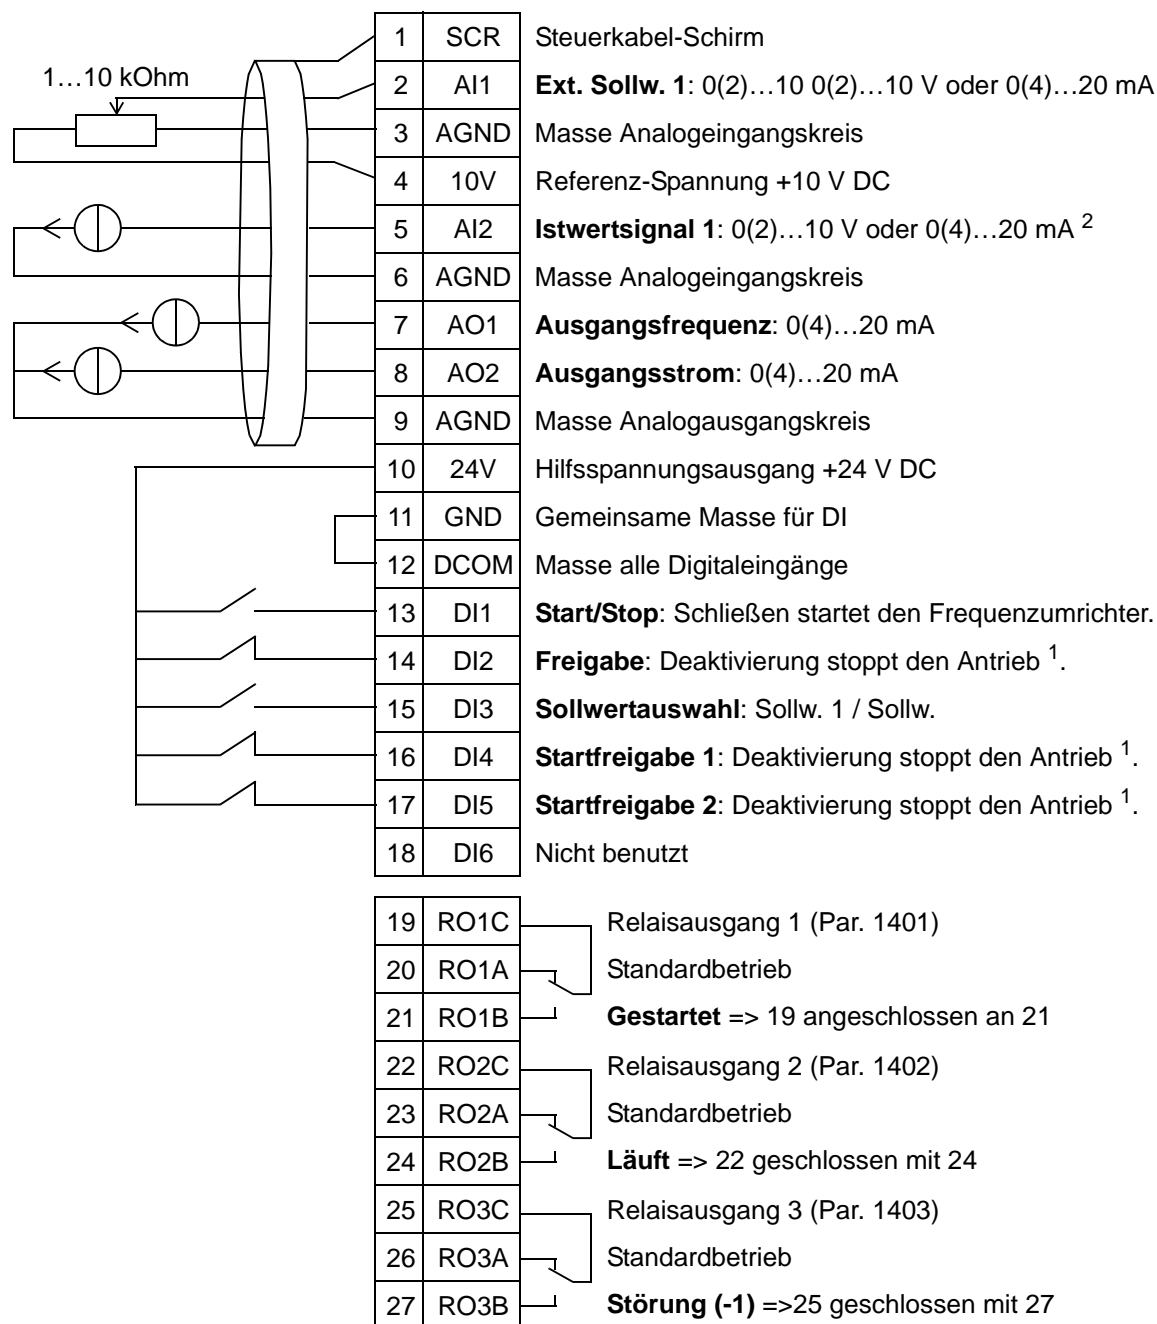 1 SCR Steuerkabel-Schirm
1…10 kOhm
2 AI1 Ext. Sollw. 1: 0(2)…10 0(2)…10 V oder 0(4)…20 mA
3 AGND Masse Analogeingangskreis
4 10V Referenz-Spannung +10 V DC
5 AI2 Istwertsignal 1: 0(2)…10 V oder 0(4)…20 mA 2
6 AGND Masse Analogeingangskreis
7 AO1 Ausgangsfrequenz: 0(4)…20 mA
8 AO2 Ausgangsstrom: 0(4)…20 mA
9 AGND Masse Analogausgangskreis
10 24V Hilfsspannungsausgang +24 V DC
11 GND Gemeinsame Masse für DI
12 DCOM Masse alle Digitaleingänge
13 DI1 Start/Stop: Schließen startet den Frequenzumrichter.
14 DI2 Freigabe: Deaktivierung stoppt den Antrieb 1.
15 DI3 Sollwertauswahl: Sollw. 1 / Sollw.
16 DI4 Startfreigabe 1: Deaktivierung stoppt den Antrieb 1.
17 DI5 Startfreigabe 2: Deaktivierung stoppt den Antrieb 1.
18 DI6 Nicht benutzt
19 RO1C Relaisausgang 1 (Par. 1401)
20 RO1A Standardbetrieb
21 RO1B Gestartet => 19 angeschlossen an 21
22 RO2C Relaisausgang 2 (Par. 1402)
23 RO2A Standardbetrieb
24 RO2B Läuft => 22 geschlossen mit 24
25 RO3C Relaisausgang 3 (Par. 1403)
26 RO3A Standardbetrieb
27 RO3B Störung (-1) =>25 geschlossen mit 27